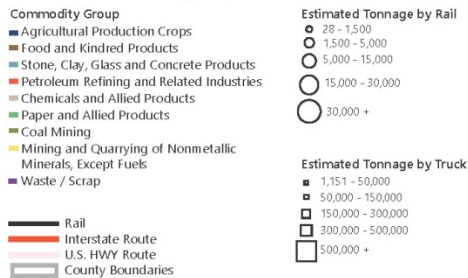 Commodity Group
Agricultural Production Crops
Food and Kindred Products
Stone, Clay, Glass and Concrete Products
Petroleum Refining and Related Industries
Chemicals and Allied Products
Paper and Allied Products
Coal Mining
Mining and Quarrying of Nonmetallic
Minerals, Except Fuels
Waste / Scrap
Rail
Interstate Route
U.S. HWY Route
County Boundaries
Estimated Tonnage by Rail
28 - 1,500
1,500 - 5,000
5,000 - 15,000
15,000 - 30,000
30,000 +
Estimated Tonnage by Truck
1,151 - 50,000
50,000 - 150,000
150,000 - 300,000
300,000 - 500,000
500,000 +